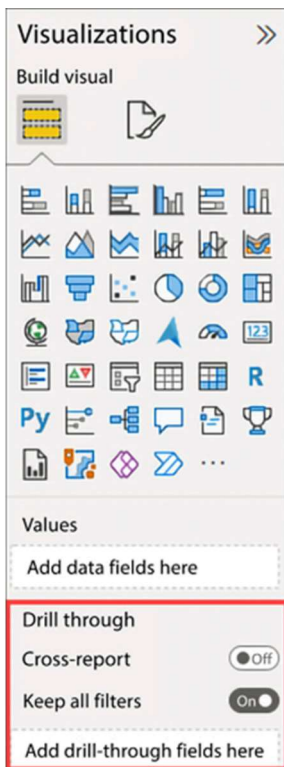 Visualizations
Build visual
123
R
Py
...
Values
Add data fields here
Drill through
Cross-report Off
Keep all filters On
Add drill-through fields here